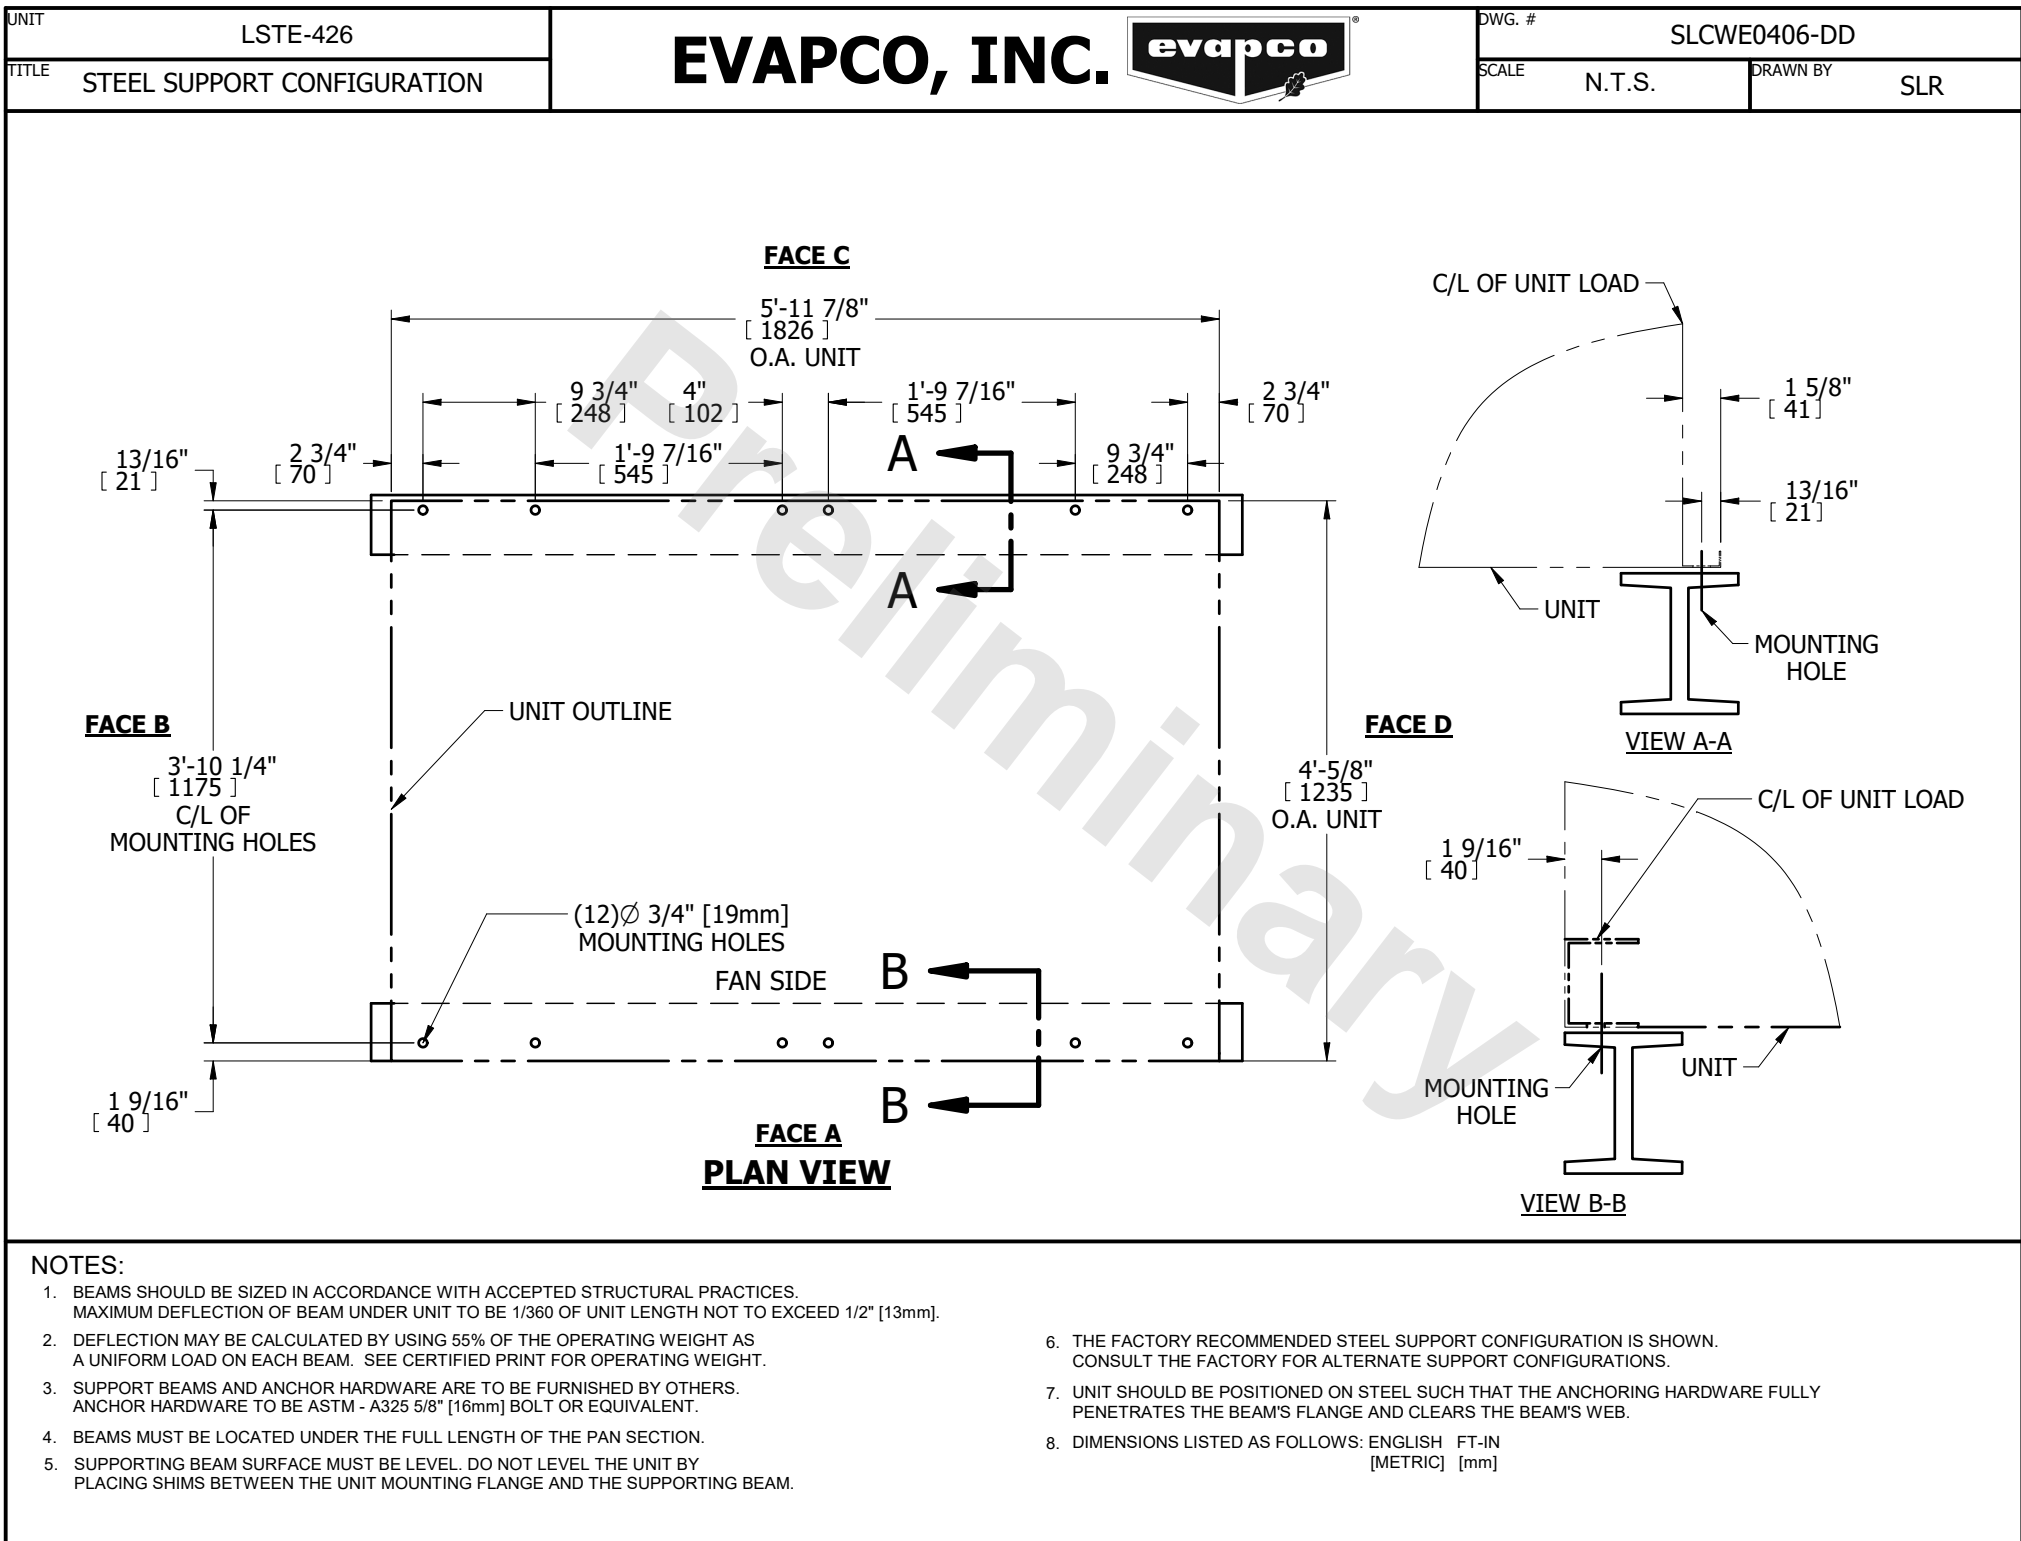 UNIT
LSTE-426
TITLE
STEEL SUPPORT CONFIGURATION
EVAPCO, INC.
evapco
®
DWG. #
SLCWE0406-DD
SCALE
N.T.S.
DRAWN BY
SLR
FACE C
5'-11 7/8"
[ 1826 ]
O.A. UNIT
9 3/4"
[ 248 ]
4"
[ 102 ]
1'-9 7/16"
[ 545 ]
2 3/4"
[ 70 ]
13/16"
[ 21 ]
2 3/4"
[ 70 ]
1'-9 7/16"
[ 545 ]
A
9 3/4"
[ 248 ]
A
UNIT OUTLINE
FACE B
3'-10 1/4"
[ 1175 ]
C/L OF
MOUNTING HOLES
FACE D
4'-5/8"
[ 1235 ]
O.A. UNIT
(12)Ø 3/4" [19mm]
MOUNTING HOLES
FAN SIDE
B
B
1 9/16"
[ 40 ]
FACE A
PLAN VIEW
Preliminary
C/L OF UNIT LOAD
1 5/8"
[ 41 ]
13/16"
[ 21 ]
UNIT
MOUNTING
HOLE
VIEW A-A
C/L OF UNIT LOAD
1 9/16"
[ 40 ]
UNIT
MOUNTING
HOLE
VIEW B-B
NOTES:
1. BEAMS SHOULD BE SIZED IN ACCORDANCE WITH ACCEPTED STRUCTURAL PRACTICES.
MAXIMUM DEFLECTION OF BEAM UNDER UNIT TO BE 1/360 OF UNIT LENGTH NOT TO EXCEED 1/2" [13mm].
2. DEFLECTION MAY BE CALCULATED BY USING 55% OF THE OPERATING WEIGHT AS
A UNIFORM LOAD ON EACH BEAM. SEE CERTIFIED PRINT FOR OPERATING WEIGHT.
3. SUPPORT BEAMS AND ANCHOR HARDWARE ARE TO BE FURNISHED BY OTHERS.
ANCHOR HARDWARE TO BE ASTM - A325 5/8" [16mm] BOLT OR EQUIVALENT.
4. BEAMS MUST BE LOCATED UNDER THE FULL LENGTH OF THE PAN SECTION.
5. SUPPORTING BEAM SURFACE MUST BE LEVEL. DO NOT LEVEL THE UNIT BY
PLACING SHIMS BETWEEN THE UNIT MOUNTING FLANGE AND THE SUPPORTING BEAM.
6. THE FACTORY RECOMMENDED STEEL SUPPORT CONFIGURATION IS SHOWN.
CONSULT THE FACTORY FOR ALTERNATE SUPPORT CONFIGURATIONS.
7. UNIT SHOULD BE POSITIONED ON STEEL SUCH THAT THE ANCHORING HARDWARE FULLY
PENETRATES THE BEAM'S FLANGE AND CLEARS THE BEAM'S WEB.
8. DIMENSIONS LISTED AS FOLLOWS: ENGLISH FT-IN
[METRIC] [mm]